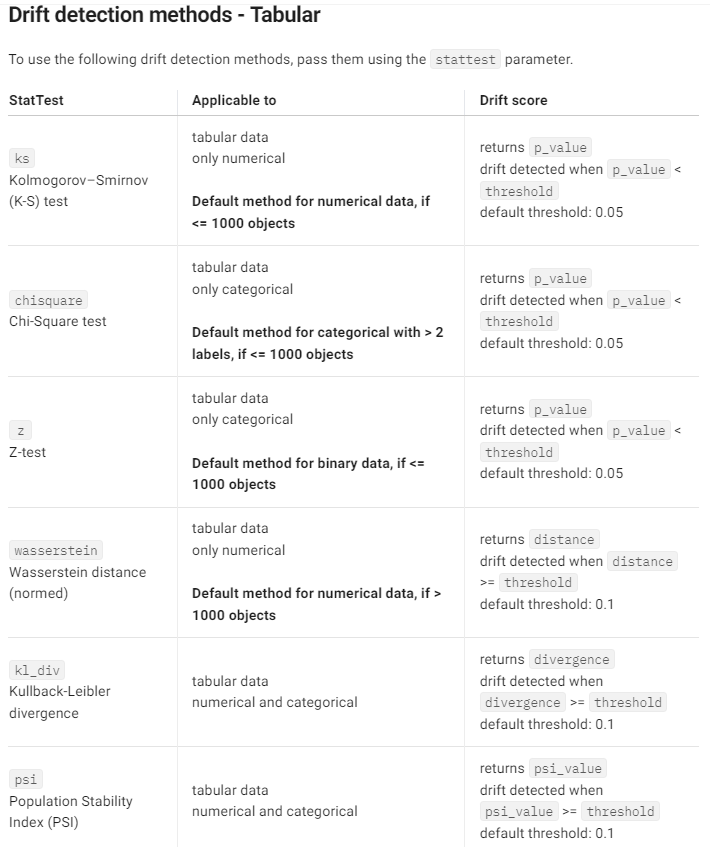 Drift detection methods - Tabular
To use the following drift detection methods, pass them using the stattest parameter.
StatTest
Applicable to
Drift score
ks
Kolmogorov–Smirnov
(K-S) test
tabular data
only numerical
Default method for numerical data, if
<= 1000 objects
returns p_value
drift detected when p_value <
threshold
default threshold: 0.05
chisquare
Chi-Square test
tabular data
only categorical
Default method for categorical with > 2
labels, if <= 1000 objects
returns p_value
drift detected when p_value <
threshold
default threshold: 0.05
z
Z-test
tabular data
only categorical
Default method for binary data, if <=
1000 objects
returns p_value
drift detected when p_value <
threshold
default threshold: 0.05
wasserstein
Wasserstein distance
(normed)
tabular data
only numerical
Default method for numerical data, if >
1000 objects
returns distance
drift detected when distance
>= threshold
default threshold: 0.1
kl_div
Kullback-Leibler
divergence
tabular data
numerical and categorical
returns divergence
drift detected when
divergence >= threshold
default threshold: 0.1
psi
Population Stability
Index (PSI)
tabular data
numerical and categorical
returns psi_value
drift detected when
psi_value >= threshold
default threshold: 0.1